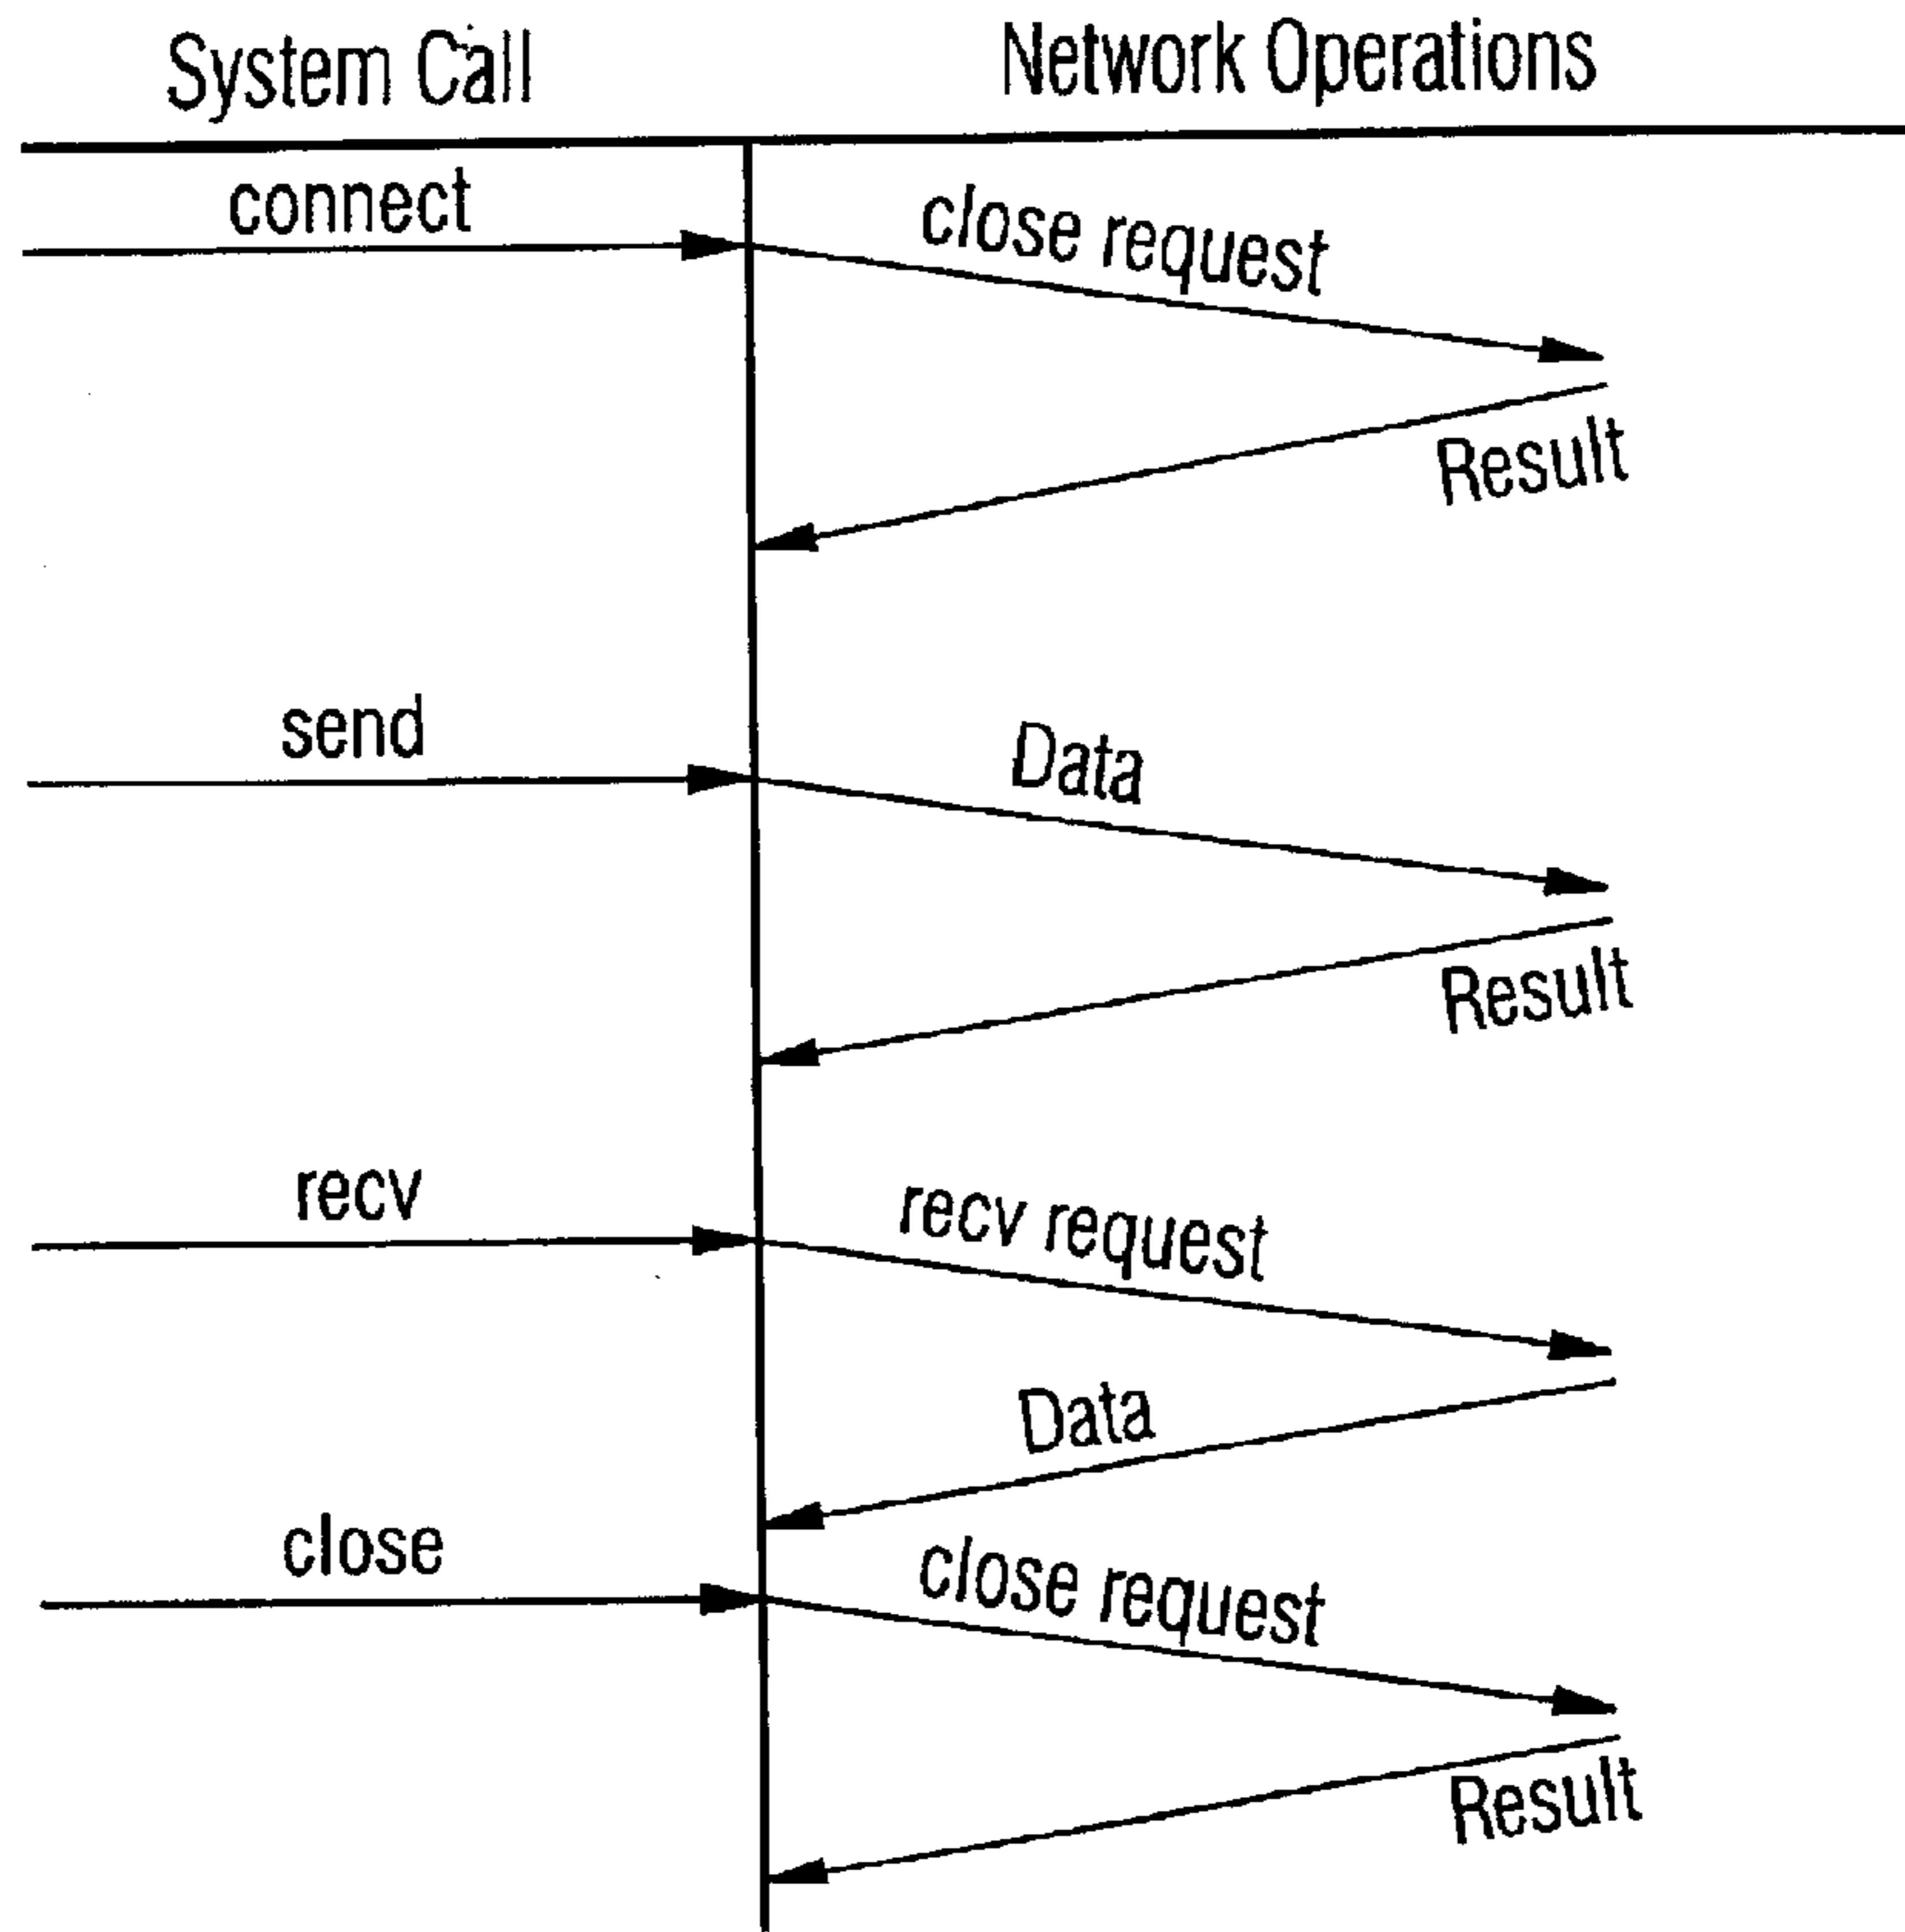 System Call
Network Operations
connect
close request
Result
send
Data
Result
recv
recv request
Data
close
close request
Result